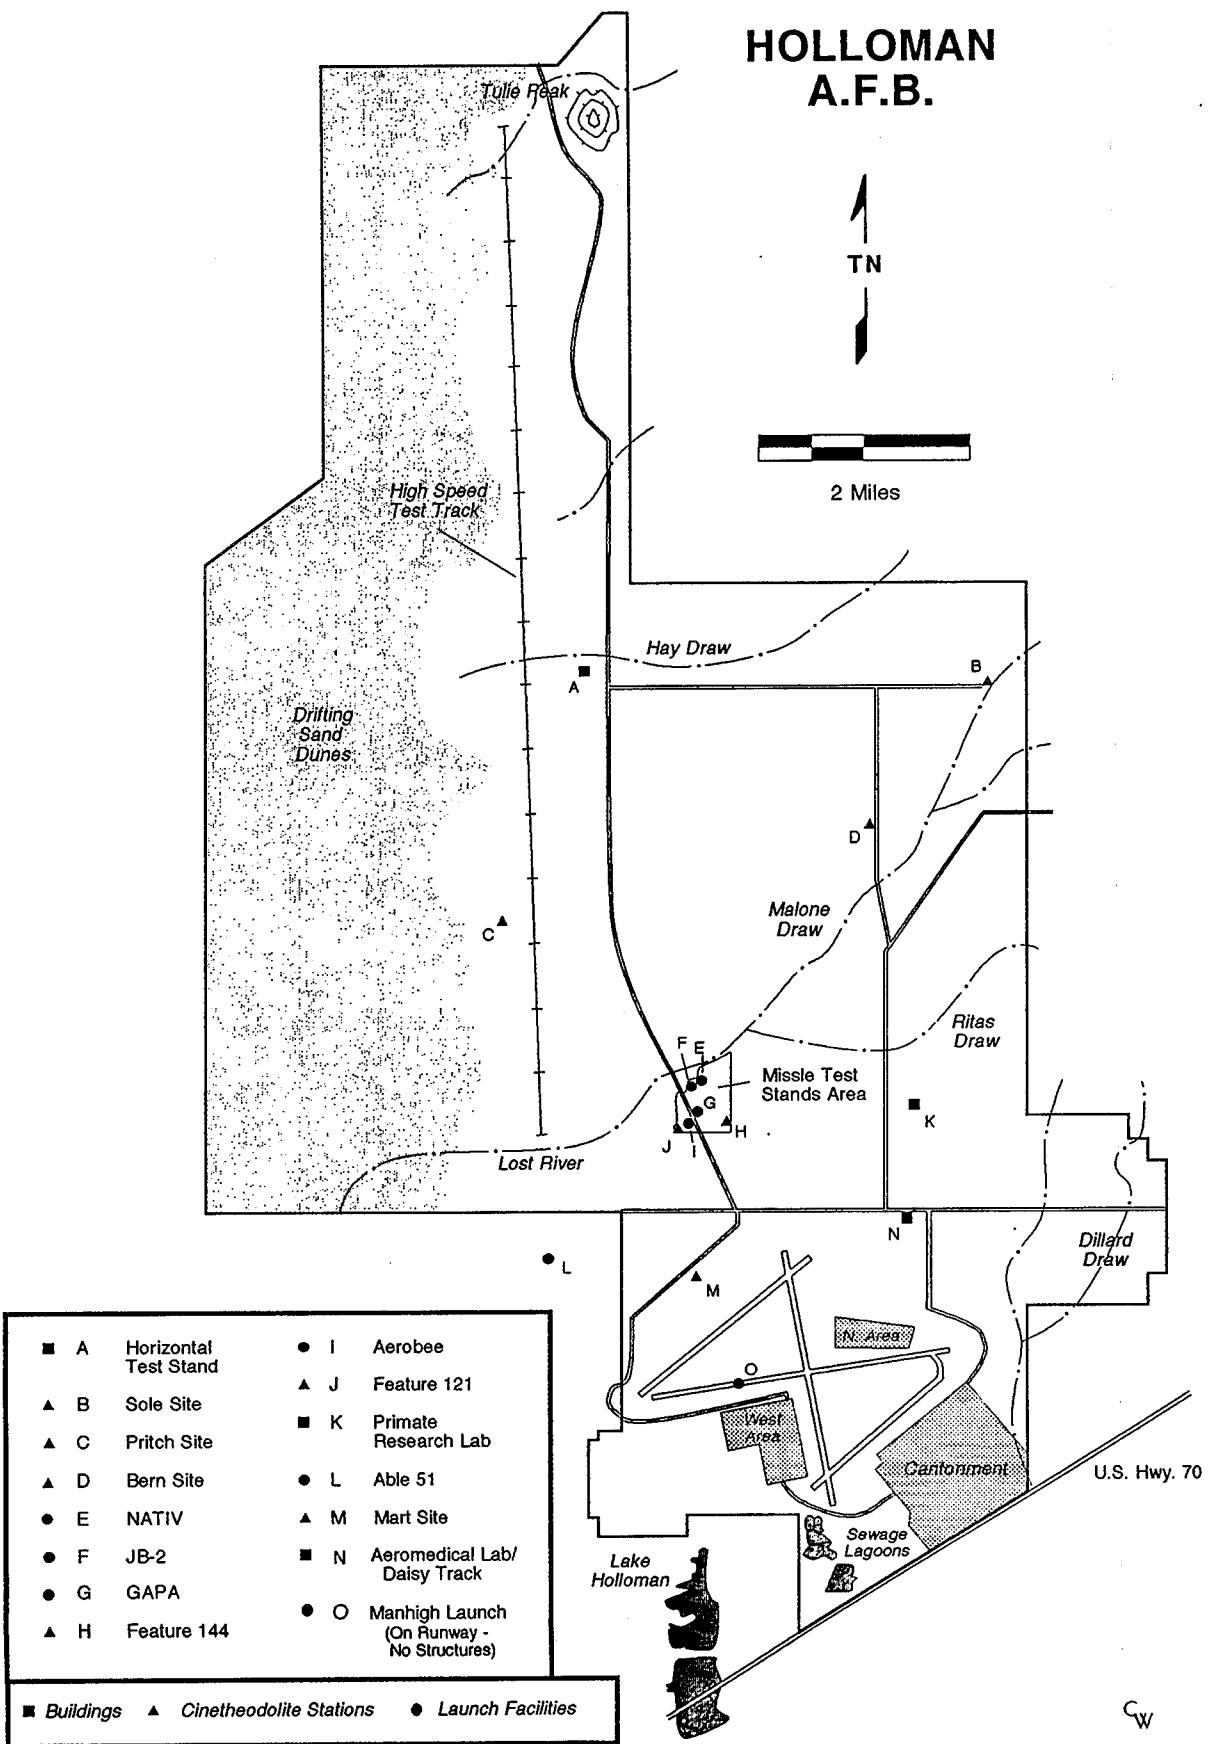 HOLLOMAN
A.F.B.
Tulie Peak
TN
2 Miles
High Speed
Test Track
Hay Draw
B
A
Drifting
Sand
Dunes
D
Malone
Draw
C
Ritas
Draw
F E
Missle Test
Stands Area
G
K
H
J
I
Lost River
N
Dillard
Draw
L
M
N. Area
O
West
Area
Cantonment
U.S. Hwy. 70
Sewage
Lagoons
Lake
Holloman
A Horizontal
Test Stand
B Sole Site
C Pritch Site
D Bern Site
E NATIV
F JB-2
G GAPA
H Feature 144
I Aerobee
J Feature 121
K Primate
Research Lab
L Able 51
M Mart Site
N Aeromedical Lab/
Daisy Track
O Manhigh Launch
(On Runway -
No Structures)
Buildings Cinetheodolite Stations Launch Facilities
CW